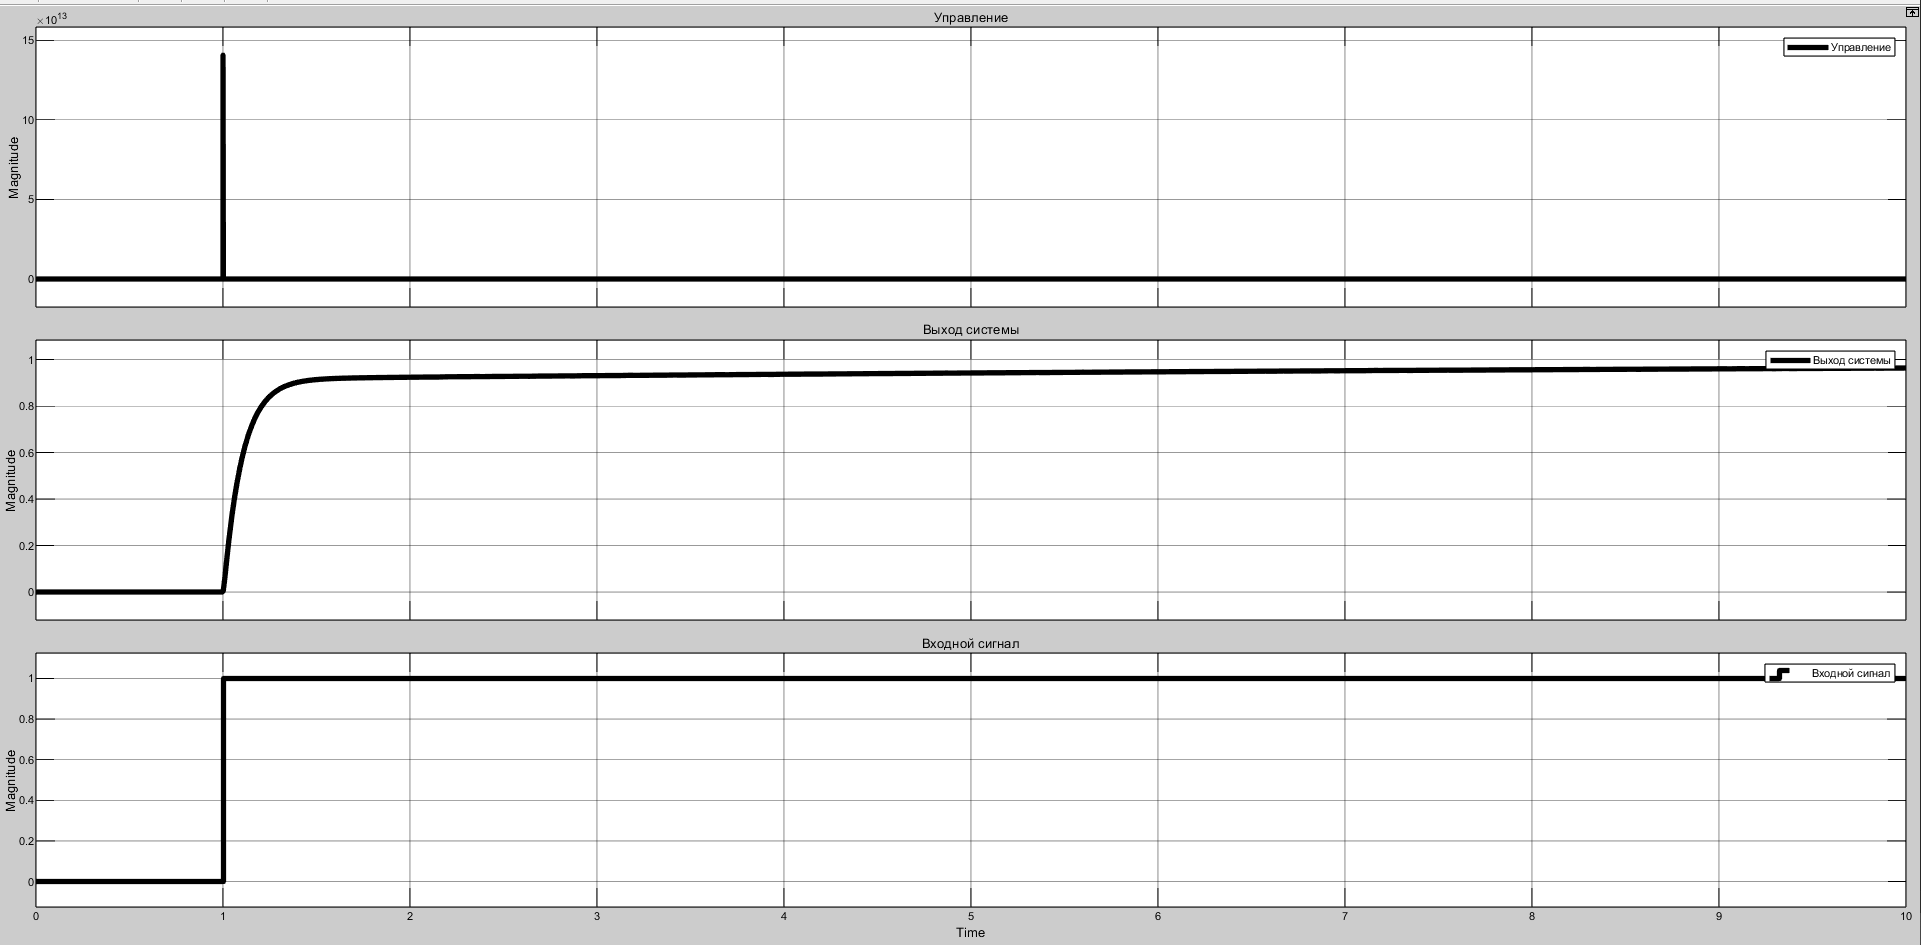 Управление
×10^13
15
10
5
0
Magnitude
Управление
Выход системы
1
0.8
0.6
0.4
0.2
0
Magnitude
Выход системы
Входной сигнал
1
0.8
0.6
0.4
0.2
0
Magnitude
Входной сигнал
0 1 2 3 4 5 6 7 8 9 10
Time